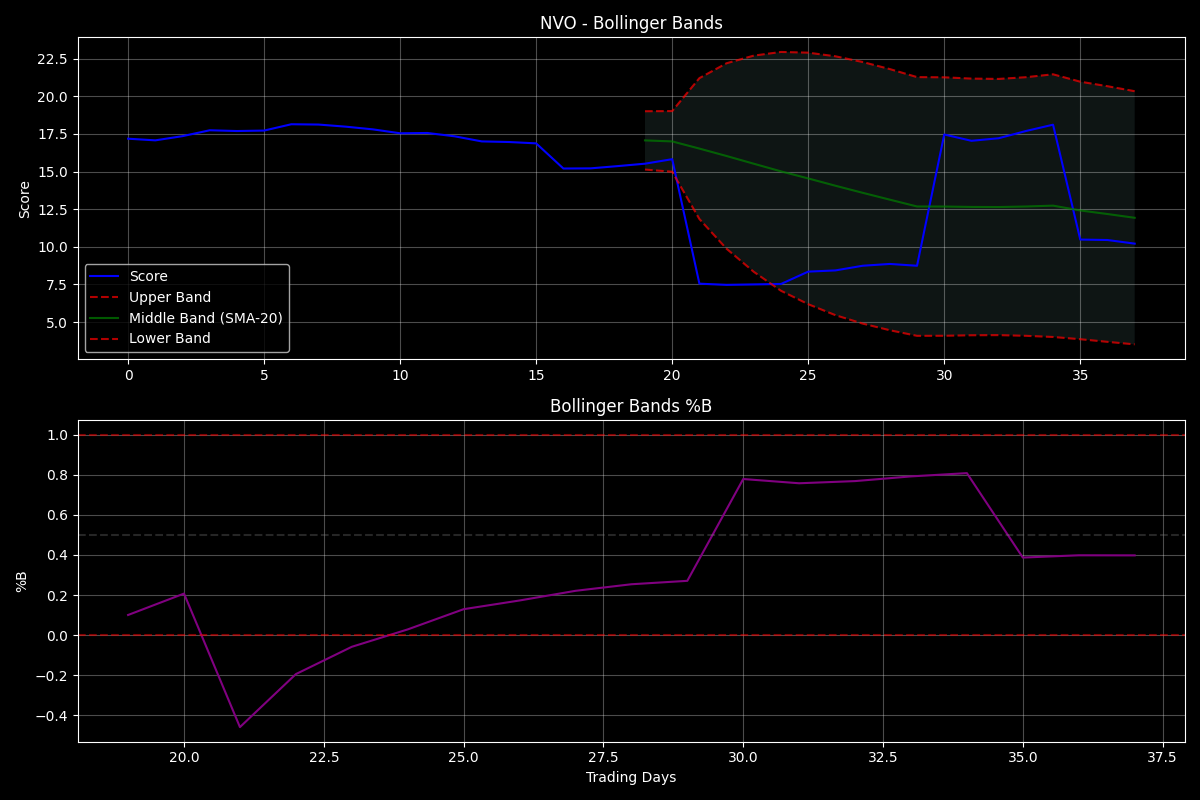 NVO - Bollinger Bands
Score
22.5
20.0
17.5
15.0
12.5
10.0
7.5
5.0
Score
Upper Band
Middle Band (SMA-20)
Lower Band
0 5 10 15 20 25 30 35
Bollinger Bands %B
%B
1.0
0.8
0.6
0.4
0.2
0.0
−0.2
−0.4
20.0 22.5 25.0 27.5 30.0 32.5 35.0 37.5
Trading Days